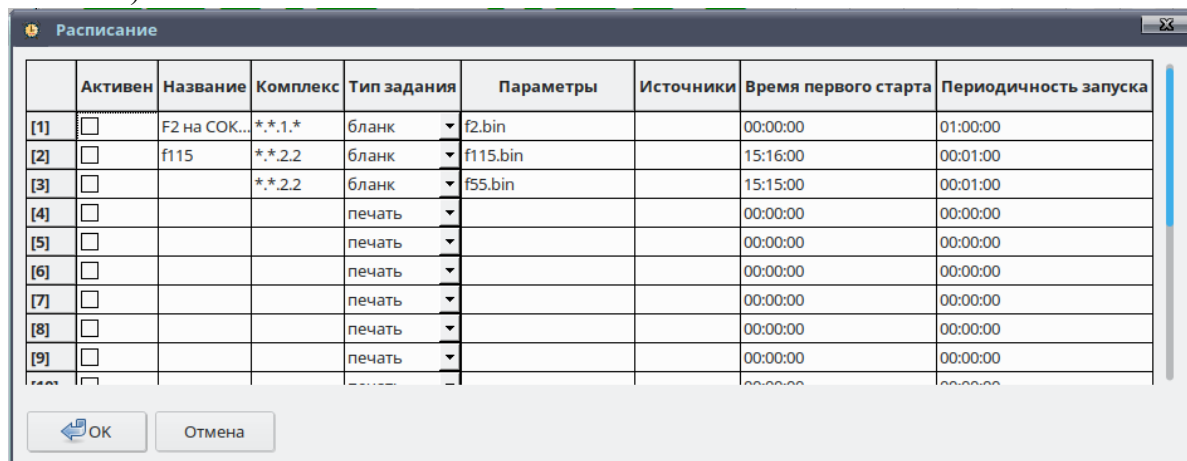 Расписание
Активен Название Комплекс Тип задания Параметры Источники Время первого старта Периодичность запуска
[1] F2 на СОК... *.*.1.* бланк f2.bin 00:00:00 01:00:00
[2] f115 *.*.2.2 бланк f115.bin 15:16:00 00:01:00
[3] *.*.2.2 бланк f55.bin 15:15:00 00:01:00
[4] печать 00:00:00 00:00:00
[5] печать 00:00:00 00:00:00
[6] печать 00:00:00 00:00:00
[7] печать 00:00:00 00:00:00
[8] печать 00:00:00 00:00:00
[9] печать 00:00:00 00:00:00
OK Отмена